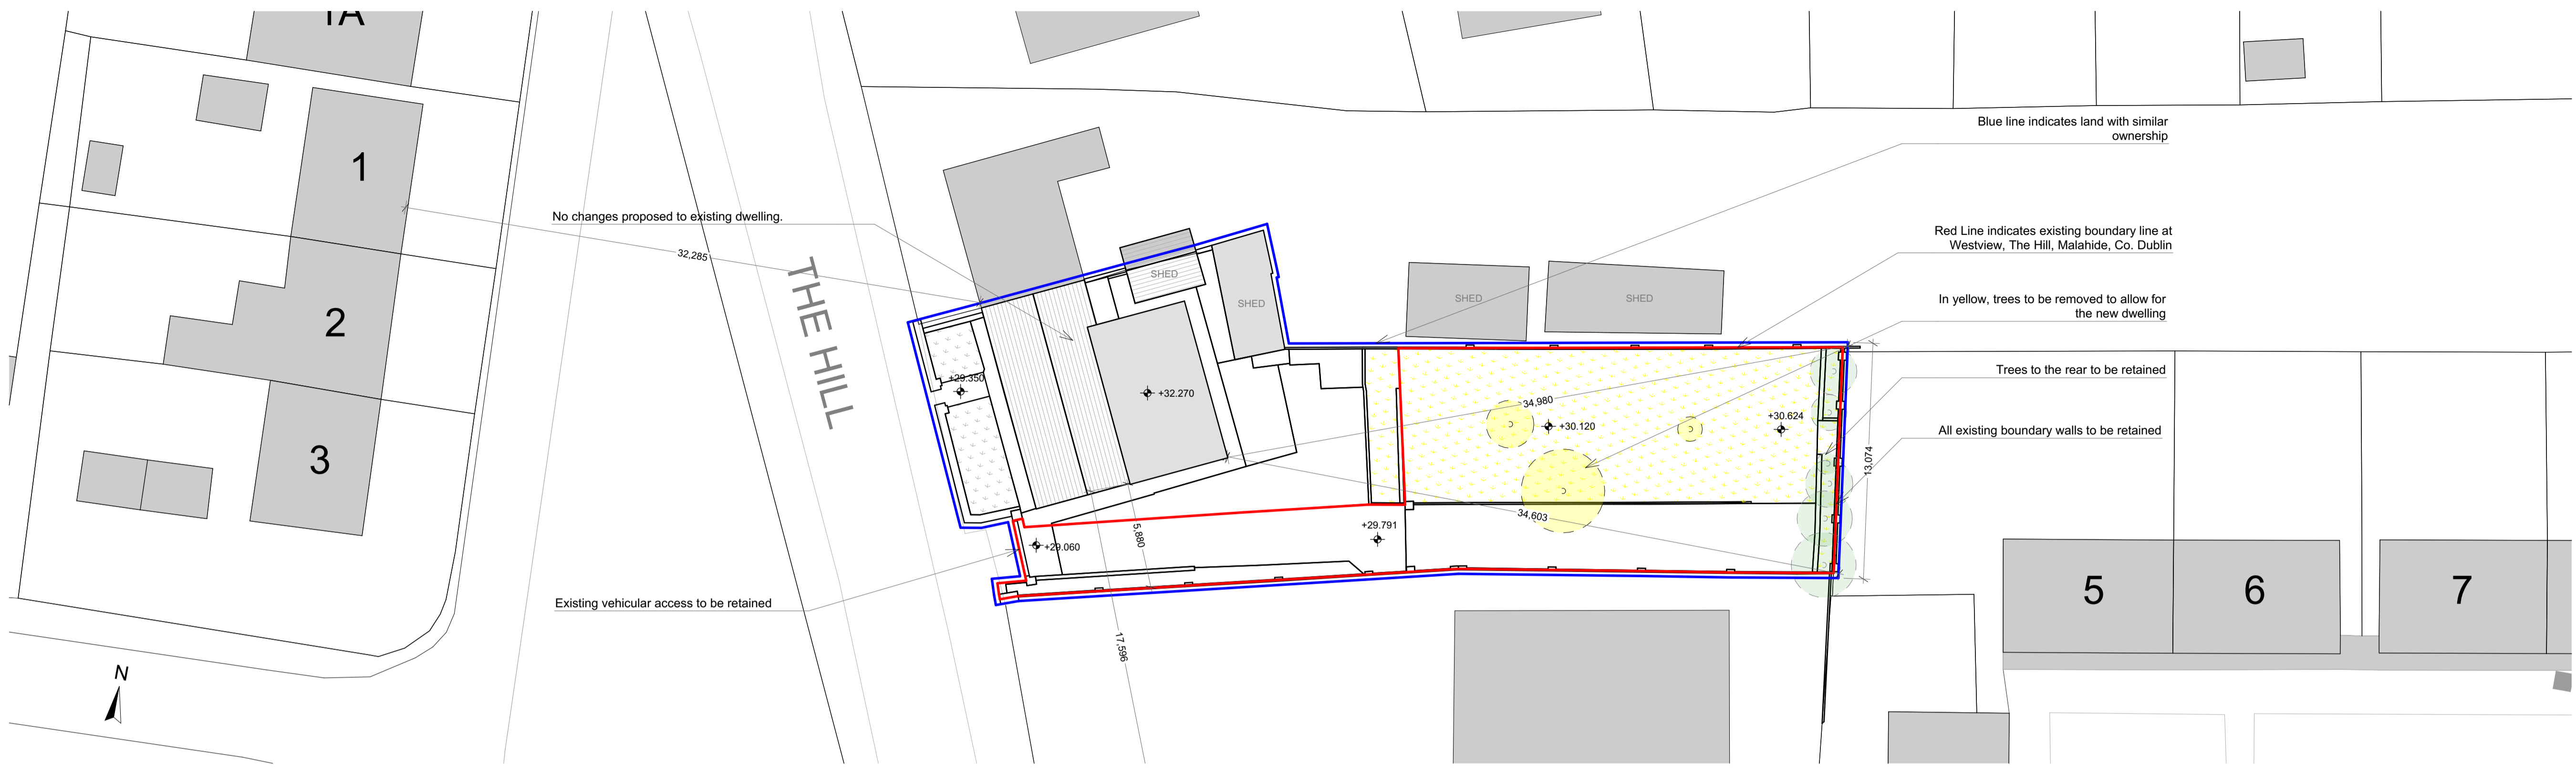 1A
1
2
3
N
THE HILL
No changes proposed to existing dwelling.
32,285
Existing vehicular access to be retained
SHED
SHED
SHED
SHED
+29.350
+32.270
+29.060
+29.791
+30.120
+30.624
34,980
34,603
13,074
5,880
17,596
Blue line indicates land with similar
ownership
Red Line indicates existing boundary line at
Westview, The Hill, Malahide, Co. Dublin
In yellow, trees to be removed to allow for
the new dwelling
Trees to the rear to be retained
All existing boundary walls to be retained
5
6
7